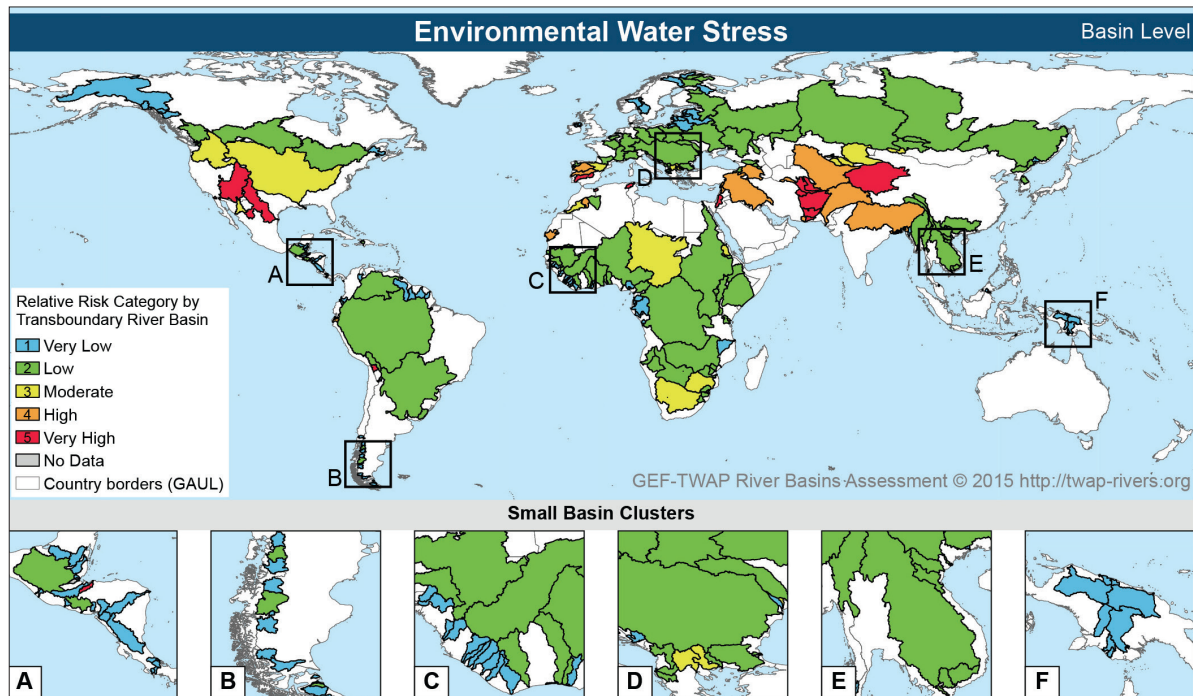 Environmental Water Stress
Basin Level
A
B
C
D
E
F
Relative Risk Category by
Transboundary River Basin
1 Very Low
2 Low
3 Moderate
4 High
5 Very High
No Data
Country borders (GAUL)
GEF-TWAP River Basins Assessment © 2015 http://twap-rivers.org
Small Basin Clusters
A
B
C
D
E
F